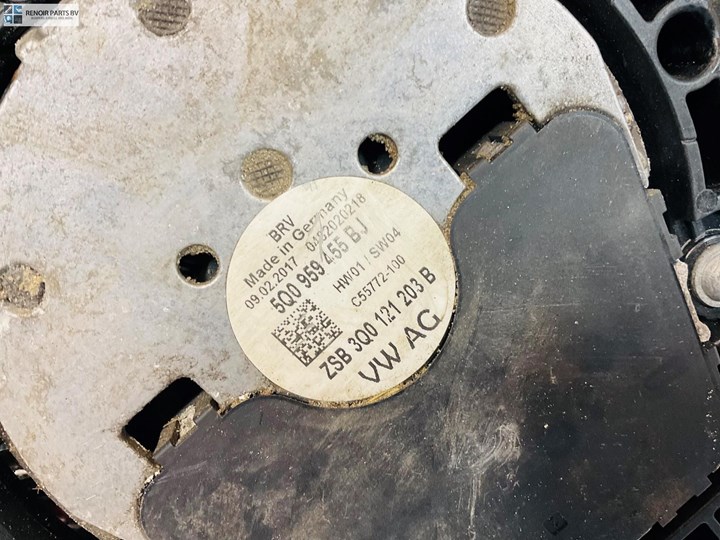 RENOIR PARTS BV
BRV
Made in Germany
09.02.2017 0452020218
5Q0 959 455 BJ
HW01 / SW04
C55772-100
ZSB 3Q0 121 203 B
VW AG